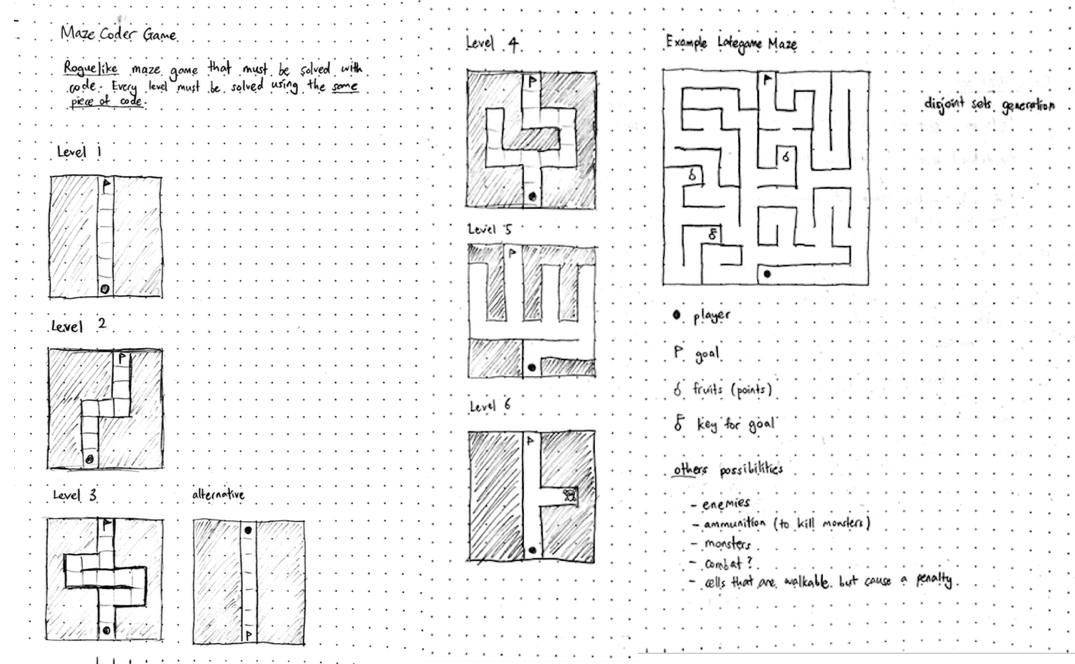 Maze Coder Game
Roguelike maze game that must be solved with
code. Every level must be solved using the same
piece of code.
Level 1
Level 2
Level 3
alternative
Level 4
Level 5
Level 6
Example Lategame Maze
disjoint sets generation
player
goal
fruits (points)
key for goal
others possibilities
- enemies
- ammunition (to kill monsters)
- monsters
- combat?
- cells that are walkable but cause a penalty.